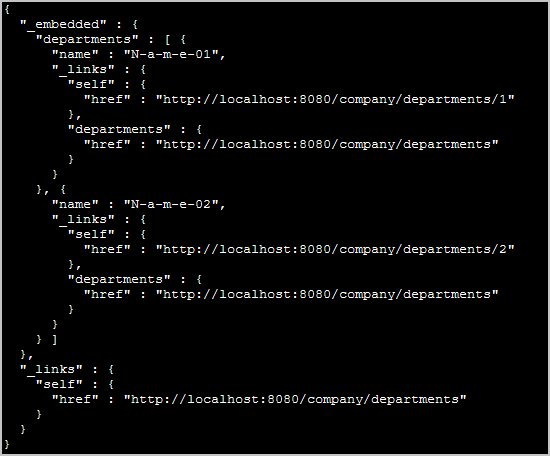 {
  "_embedded" : {
    "departments" : [ {
      "name" : "N-a-m-e-01",
      "_links" : {
        "self" : {
          "href" : "http://localhost:8080/company/departments/1"
        },
        "departments" : {
          "href" : "http://localhost:8080/company/departments"
        }
      }
    }, {
      "name" : "N-a-m-e-02",
      "_links" : {
        "self" : {
          "href" : "http://localhost:8080/company/departments/2"
        },
        "departments" : {
          "href" : "http://localhost:8080/company/departments"
        }
      }
    } ]
  },
  "_links" : {
    "self" : {
      "href" : "http://localhost:8080/company/departments"
    }
  }
}